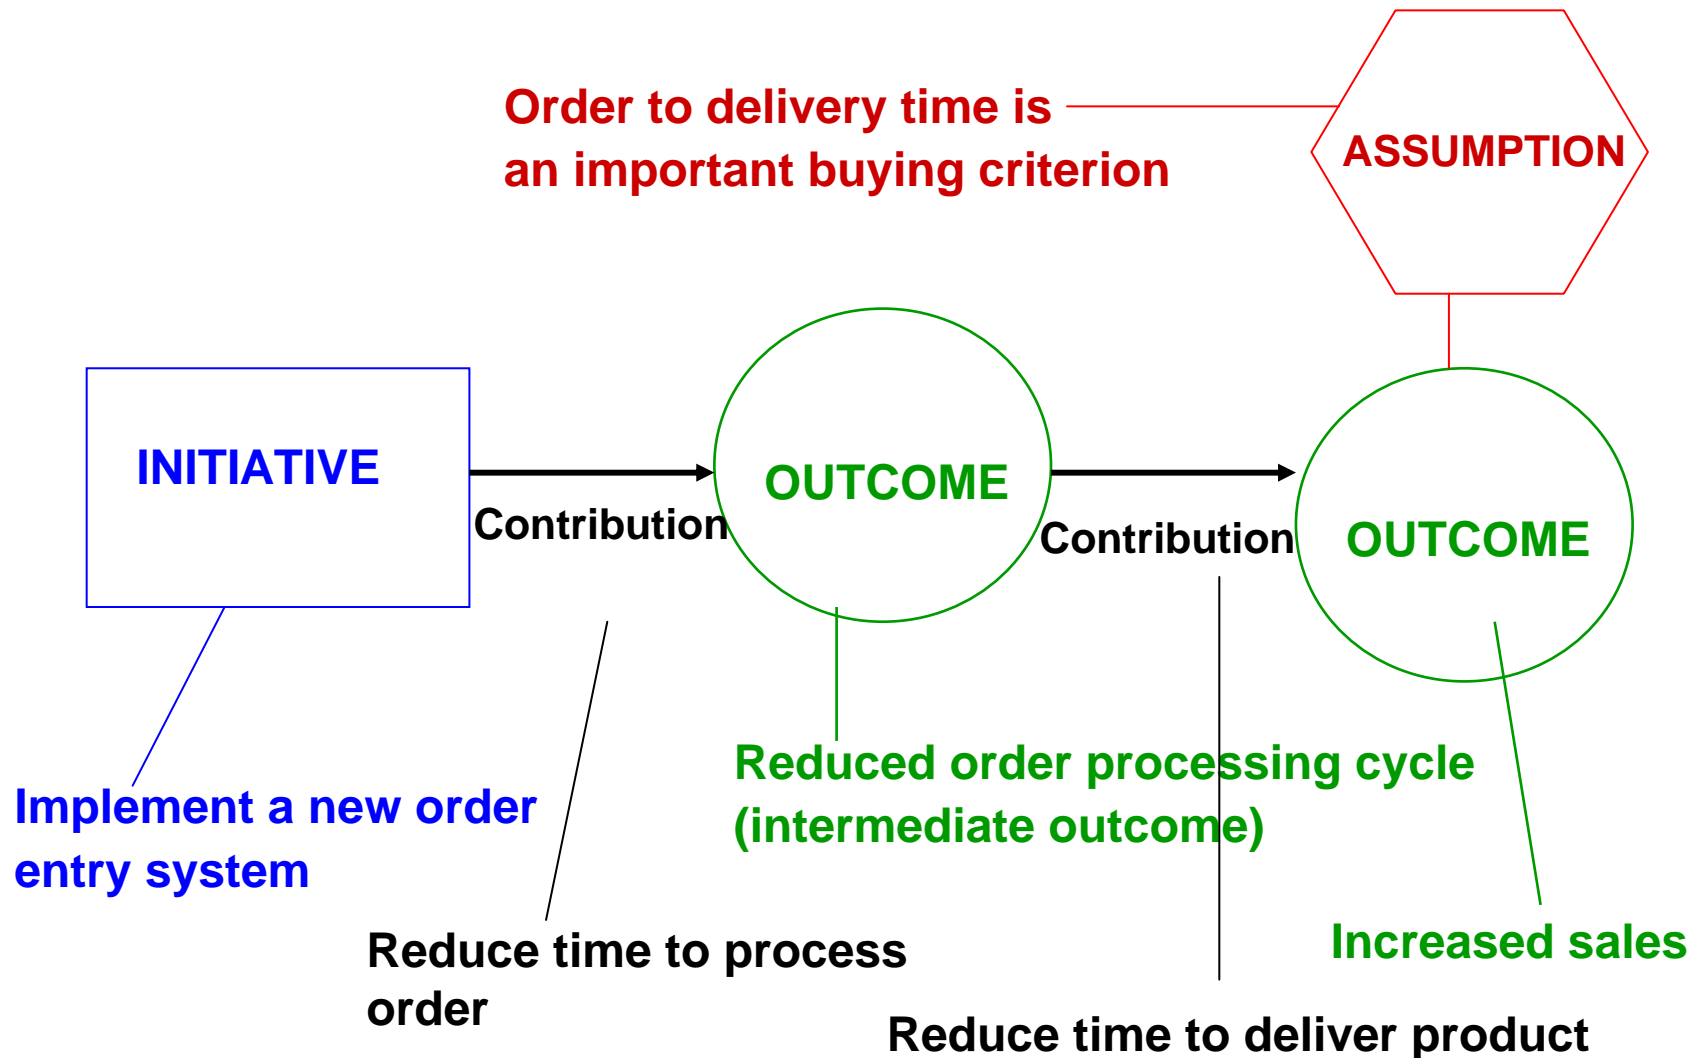 Order to delivery time is
an important buying criterion
ASSUMPTION
INITIATIVE
Contribution
OUTCOME
Contribution
OUTCOME
Implement a new order
entry system
Reduce time to process
order
Reduced order processing cycle
(intermediate outcome)
Reduce time to deliver product
Increased sales